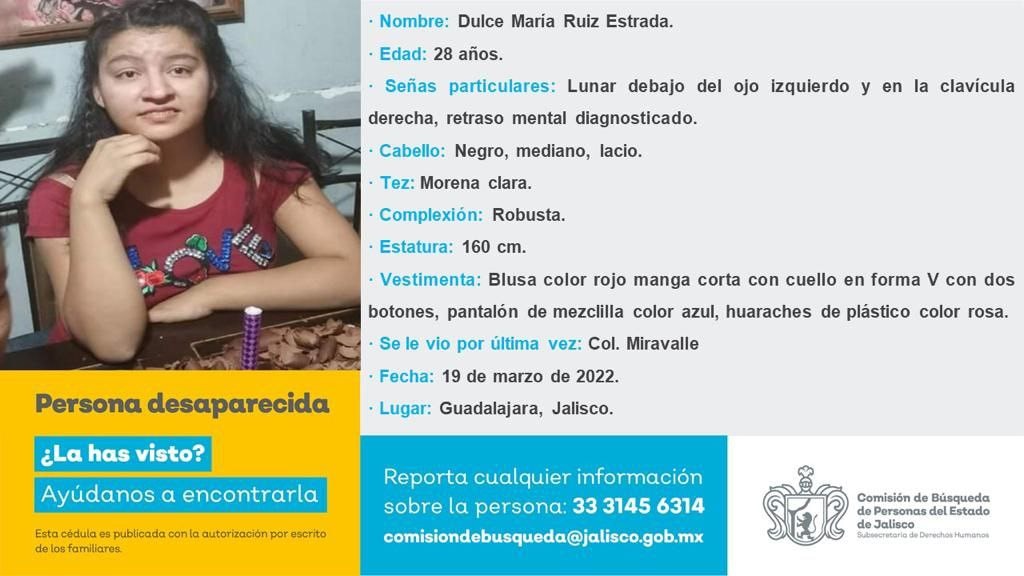 LOVE
Persona desaparecida
¿La has visto?
Ayúdanos a encontrarla
Esta cédula es publicada con la autorización por escrito
de los familiares.
· Nombre: Dulce María Ruiz Estrada.
· Edad: 28 años.
· Señas particulares: Lunar debajo del ojo izquierdo y en la clavícula
derecha, retraso mental diagnosticado.
· Cabello: Negro, mediano, lacio.
· Tez: Morena clara.
· Complexión: Robusta.
· Estatura: 160 cm.
· Vestimenta: Blusa color rojo manga corta con cuello en forma V con dos
botones, pantalón de mezclilla color azul, huaraches de plástico color rosa.
· Se le vio por última vez: Col. Miravalle
· Fecha: 19 de marzo de 2022.
· Lugar: Guadalajara, Jalisco.
Reporta cualquier información
sobre la persona: 33 3145 6314
comisiondebusqueda@jalisco.gob.mx
Comisión de Búsqueda
de Personas del Estado
de Jalisco
Subsecretaría de Derechos Humanos